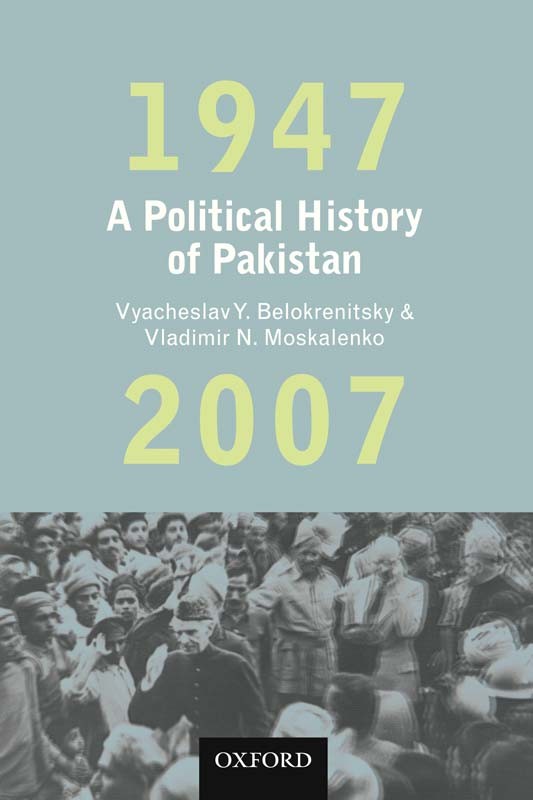 1947
A Political History
of Pakistan
Vyacheslav Y. Belokrenitsky &
Vladimir N. Moskalenko
2007
OXFORD